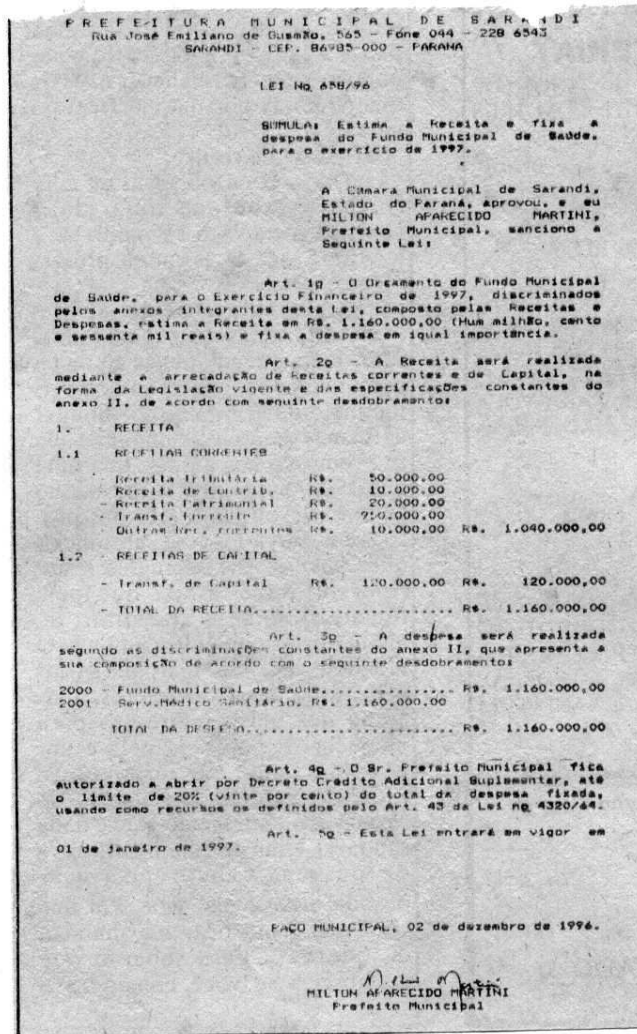 PREFEITURA MUNICIPAL DE SARANDI
Rua José Emiliano de Gusmão, 565 - Fone 044 - 228 6543
SARANDI - CEP. 86985-000 - PARANA
LEI No 658/96
SÚMULA: Estima a Receita e fixa a
despesa do Fundo Municipal de Saúde,
para o exercício de 1997.
A Câmara Municipal de Sarandi,
Estado do Paraná, aprovou, e eu
MILTON APARECIDO MARTINI,
Prefeito Municipal, sanciono a
Seguinte Lei:
Art. 1o - O Orçamento do Fundo Municipal
de Saúde, para o Exercício Financeiro de 1997, discriminados
pelos anexos integrantes desta Lei, composto pelas Receitas e
Despesas, estima a Receita em R$. 1.160.000,00 (Hum milhão, cento
e sessenta mil reais) e fixa a despesa em igual importância.
Art. 2o - A Receita será realizada
mediante a arrecadação de Receitas correntes e de Capital, na
forma da Legislação vigente e das especificações constantes do
anexo II, de acordo com seguinte desdobramento:
1. - RECEITA
1.1 RECEITAS CORRENTES
Receita Tributária R$. 50.000,00
- Receita de Contrib. R$. 10.000,00
- Receita Patrimonial R$. 20.000,00
- Transf. Corrente R$. 950.000,00
Outras Rec. correntes R$. 10.000,00 R$. 1.040.000,00
1.2 - RECEITAS DE CAPITAL
- Transf. de Capital R$. 120.000,00 R$. 120.000,00
- TOTAL DA RECEITA........................ R$. 1.160.000,00
Art. 3o - A despesa será realizada
segundo as discriminações constantes do anexo II, que apresenta a
sua composição de acordo com o seguinte desdobramento:
2000 - Fundo Municipal de Saúde................ R$. 1.160.000,00
2001 - Serv.Médico Sanitário. R$. 1.160.000,00
TOTAL DA DESPESA......................... R$. 1.160.000,00
Art. 4o - O Sr. Prefeito Municipal fica
autorizado a abrir por Decreto Crédito Adicional Suplementar, até
o limite de 20% (vinte por cento) do total da despesa fixada,
usando como recursos os definidos pelo Art. 43 da Lei no 4320/64.
Art. 5o - Esta Lei entrará em vigor em
01 de janeiro de 1997.
PAÇO MUNICIPAL, 02 de dezembro de 1996.
MILTON APARECIDO MARTINI
Prefeito Municipal